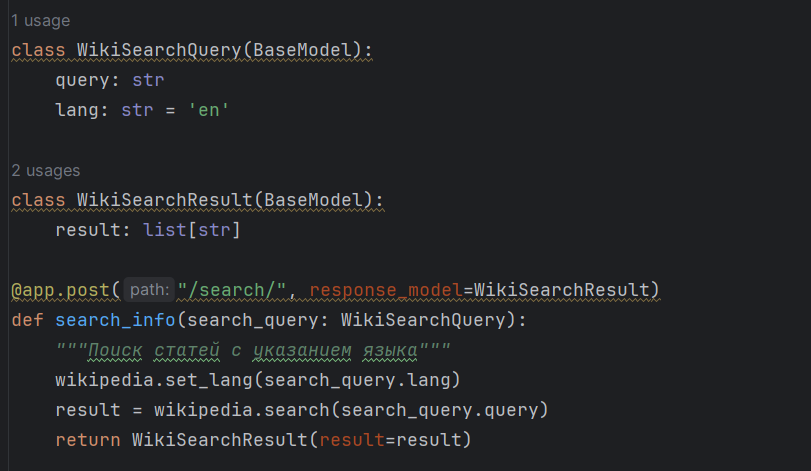 1 usage
class WikiSearchQuery(BaseModel):
    query: str
    lang: str = 'en'
2 usages
class WikiSearchResult(BaseModel):
    result: list[str]
@app.post( path: "/search/", response_model=WikiSearchResult)
def search_info(search_query: WikiSearchQuery):
    """Поиск статей с указанием языка"""
    wikipedia.set_lang(search_query.lang)
    result = wikipedia.search(search_query.query)
    return WikiSearchResult(result=result)